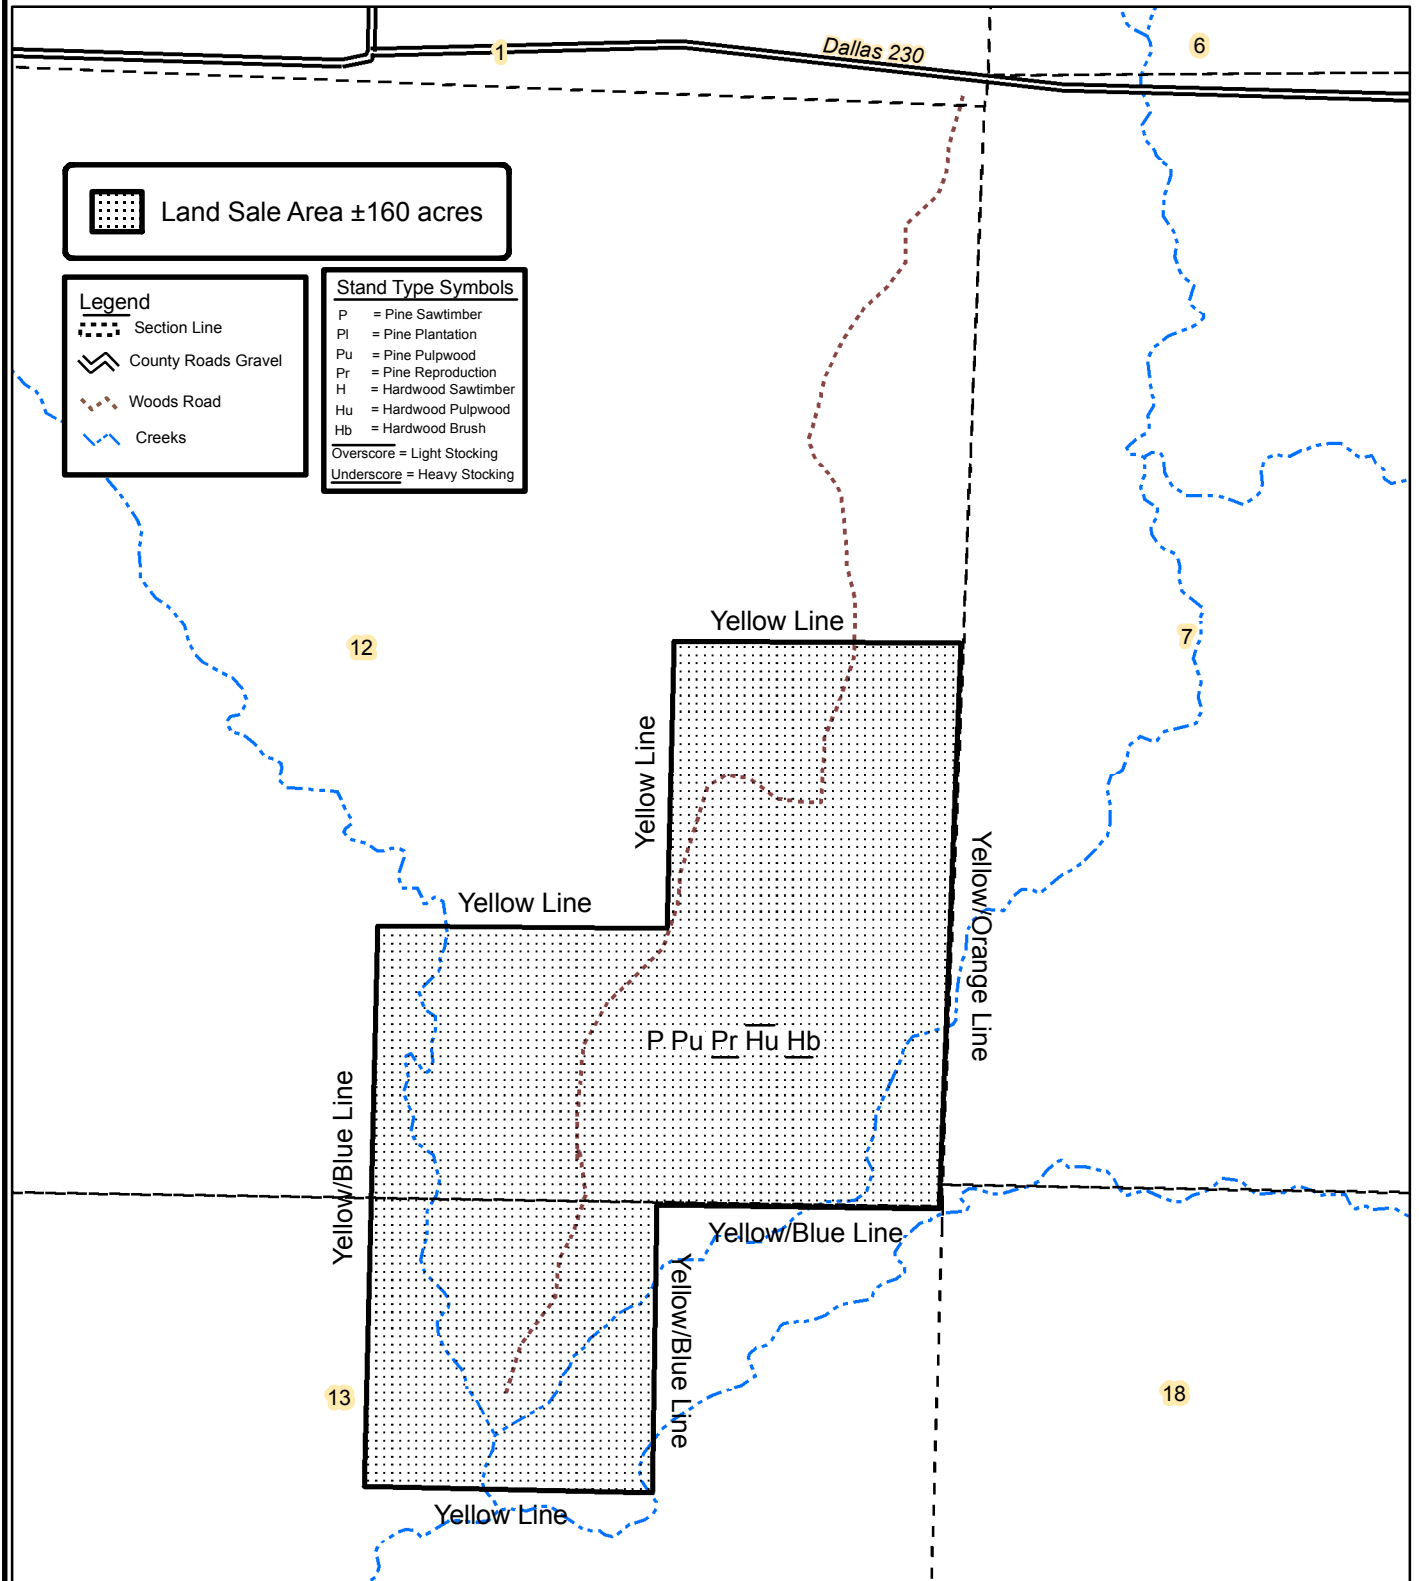 1
Dallas 230
6
Land Sale Area ±160 acres
Legend
Section Line
County Roads Gravel
Woods Road
Creeks
Stand Type Symbols
P = Pine Sawtimber
Pl = Pine Plantation
Pu = Pine Pulpwood
Pr = Pine Reproduction
H = Hardwood Sawtimber
Hu = Hardwood Pulpwood
Hb = Hardwood Brush
Overscore = Light Stocking
Underscore = Heavy Stocking
Yellow Line
12
7
Yellow Line
Yellow Line
Yellow/Orange Line
P Pu Pr Hu Hb
Yellow/Blue Line
Yellow/Blue Line
Yellow/Blue Line
13
18
Yellow Line